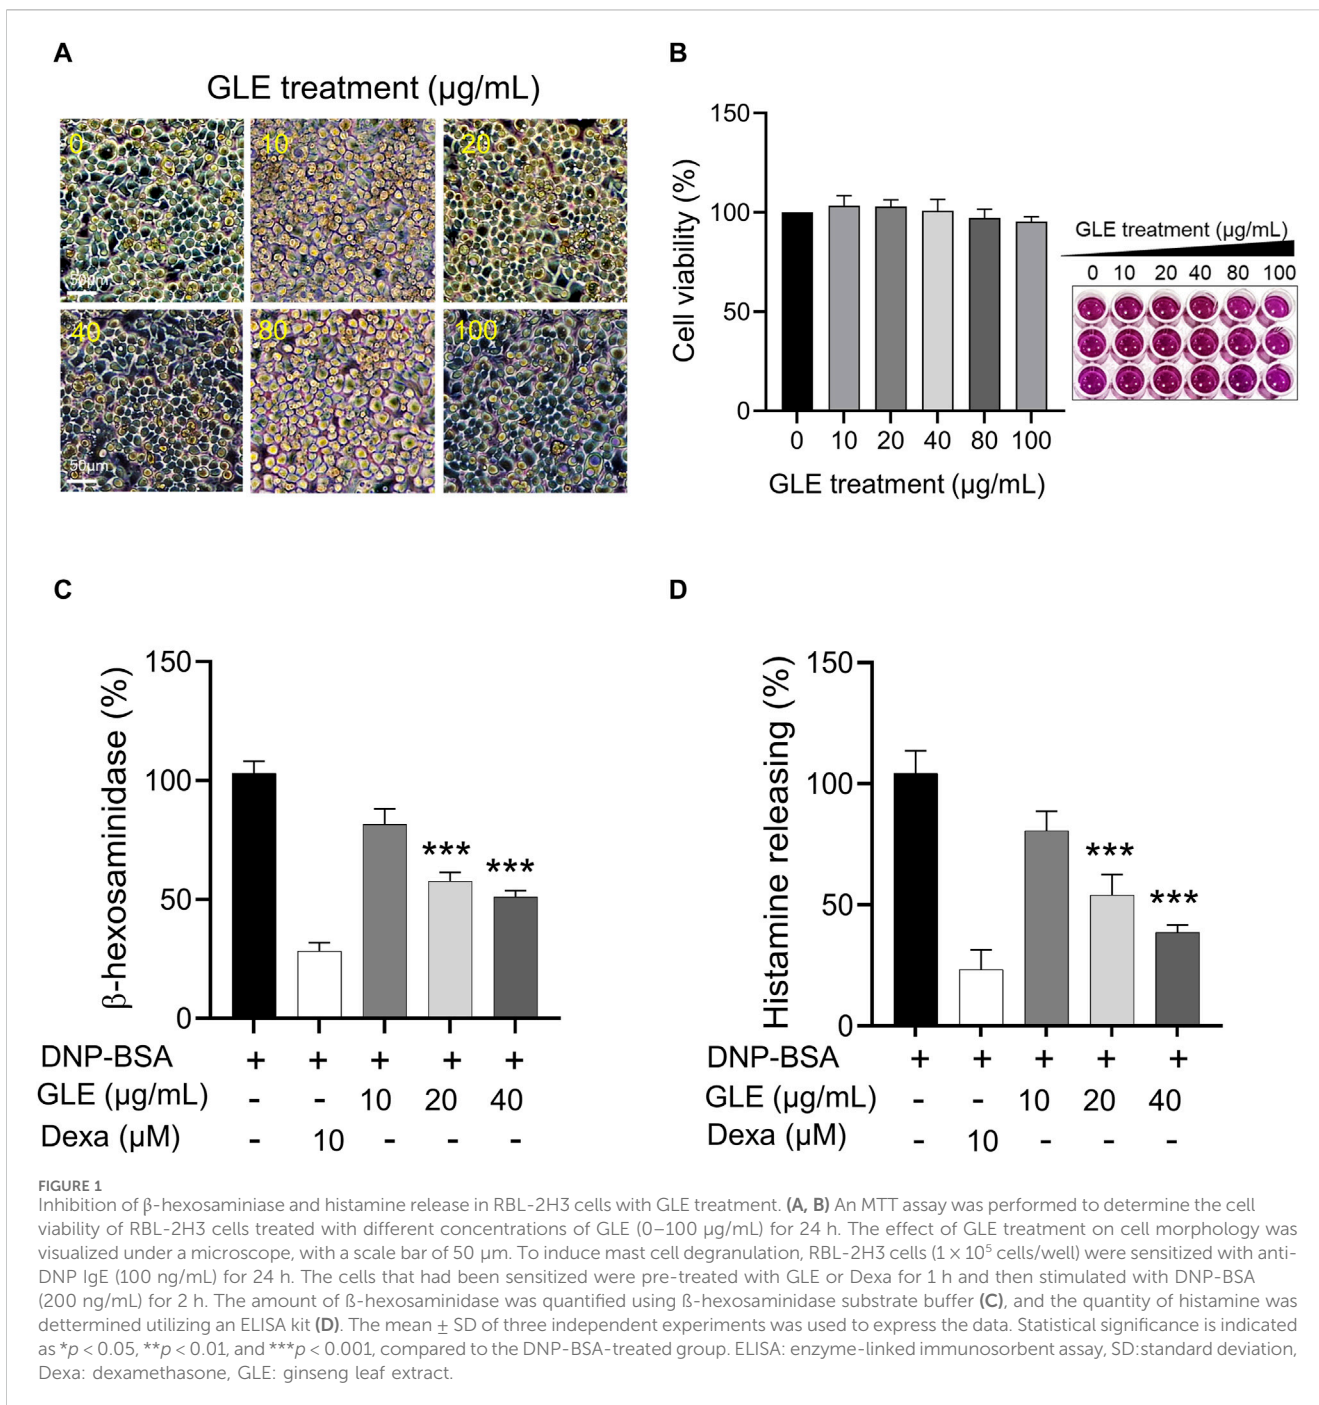 A
GLE treatment (µg/mL)
0
10
20
50µm
40
80
100
50µm
B
150
100
50
0
Cell viability (%)
0 10 20 40 80 100
GLE treatment (µg/mL)
GLE treatment (µg/mL)
0 10 20 40 80 100
C
150
100
50
0
β-hexosaminidase (%)
***
***
DNP-BSA + + + + +
GLE (µg/mL) - - 10 20 40
Dexa (µM) - 10 - - -
D
150
100
50
0
Histamine releasing (%)
***
***
DNP-BSA + + + + +
GLE (µg/mL) - - 10 20 40
Dexa (µM) - 10 - - -
FIGURE 1
Inhibition of β-hexosaminiase and histamine release in RBL-2H3 cells with GLE treatment. (A, B) An MTT assay was performed to determine the cell
viability of RBL-2H3 cells treated with different concentrations of GLE (0–100 µg/mL) for 24 h. The effect of GLE treatment on cell morphology was
visualized under a microscope, with a scale bar of 50 µm. To induce mast cell degranulation, RBL-2H3 cells (1 × 10⁵ cells/well) were sensitized with anti-
DNP IgE (100 ng/mL) for 24 h. The cells that had been sensitized were pre-treated with GLE or Dexa for 1 h and then stimulated with DNP-BSA
(200 ng/mL) for 2 h. The amount of ß-hexosaminidase was quantified using ß-hexosaminidase substrate buffer (C), and the quantity of histamine was
dettermined utilizing an ELISA kit (D). The mean ± SD of three independent experiments was used to express the data. Statistical significance is indicated
as *p < 0.05, **p < 0.01, and ***p < 0.001, compared to the DNP-BSA-treated group. ELISA: enzyme-linked immunosorbent assay, SD:standard deviation,
Dexa: dexamethasone, GLE: ginseng leaf extract.